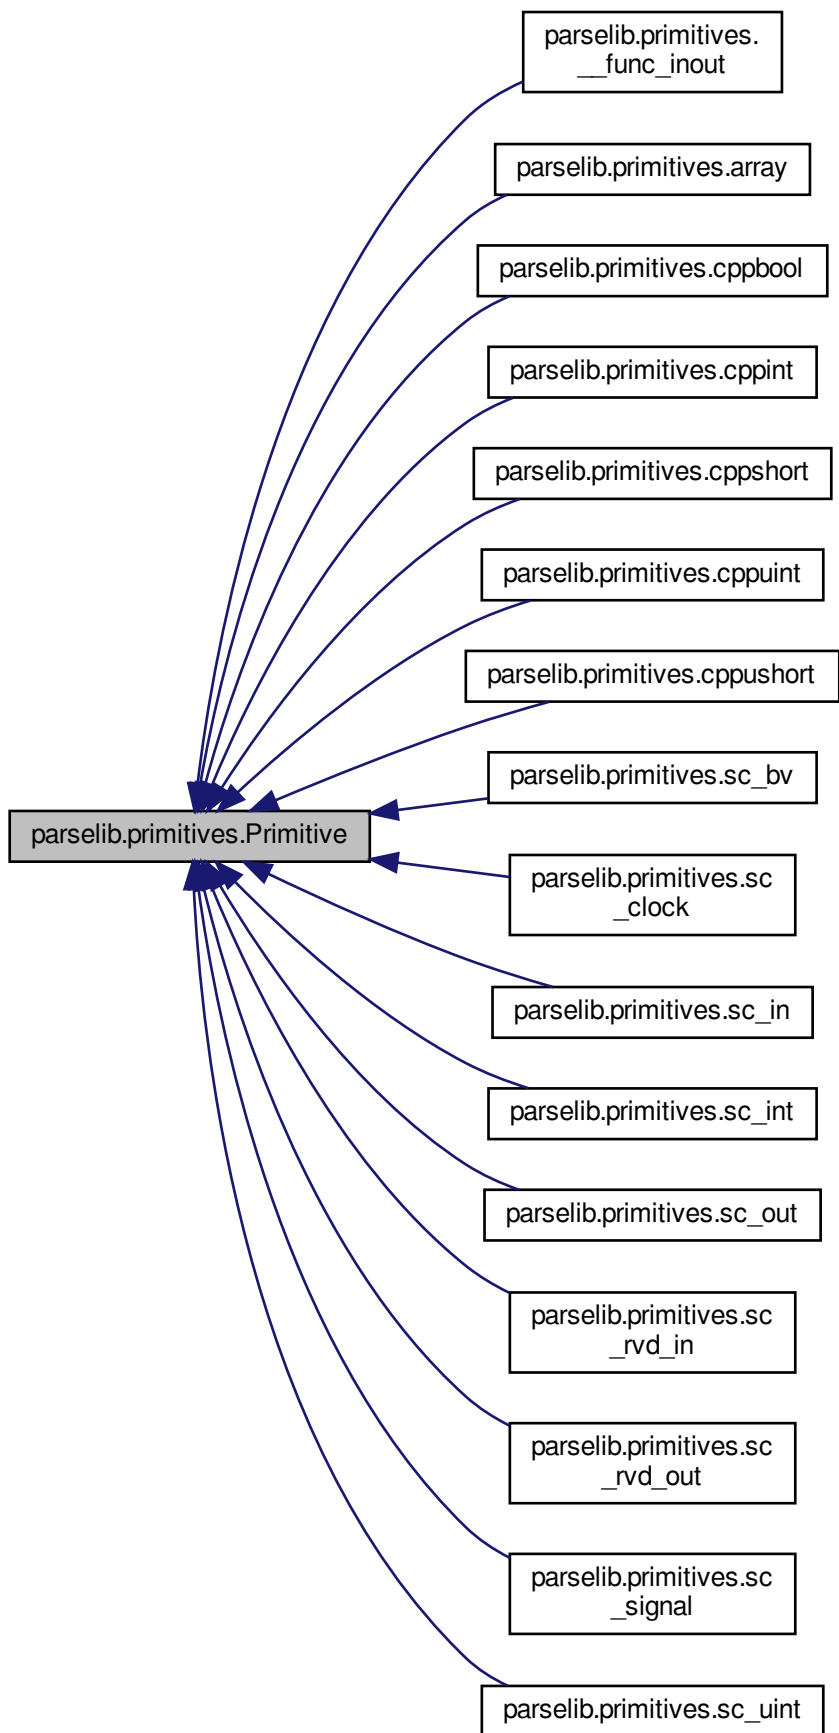 parselib.primitives.
__func_inout
parselib.primitives.array
parselib.primitives.cppbool
parselib.primitives.cppint
parselib.primitives.cppshort
parselib.primitives.cppuint
parselib.primitives.cppushort
parselib.primitives.sc_bv
parselib.primitives.Primitive
parselib.primitives.sc
_clock
parselib.primitives.sc_in
parselib.primitives.sc_int
parselib.primitives.sc_out
parselib.primitives.sc
_rvd_in
parselib.primitives.sc
_rvd_out
parselib.primitives.sc
_signal
parselib.primitives.sc_uint